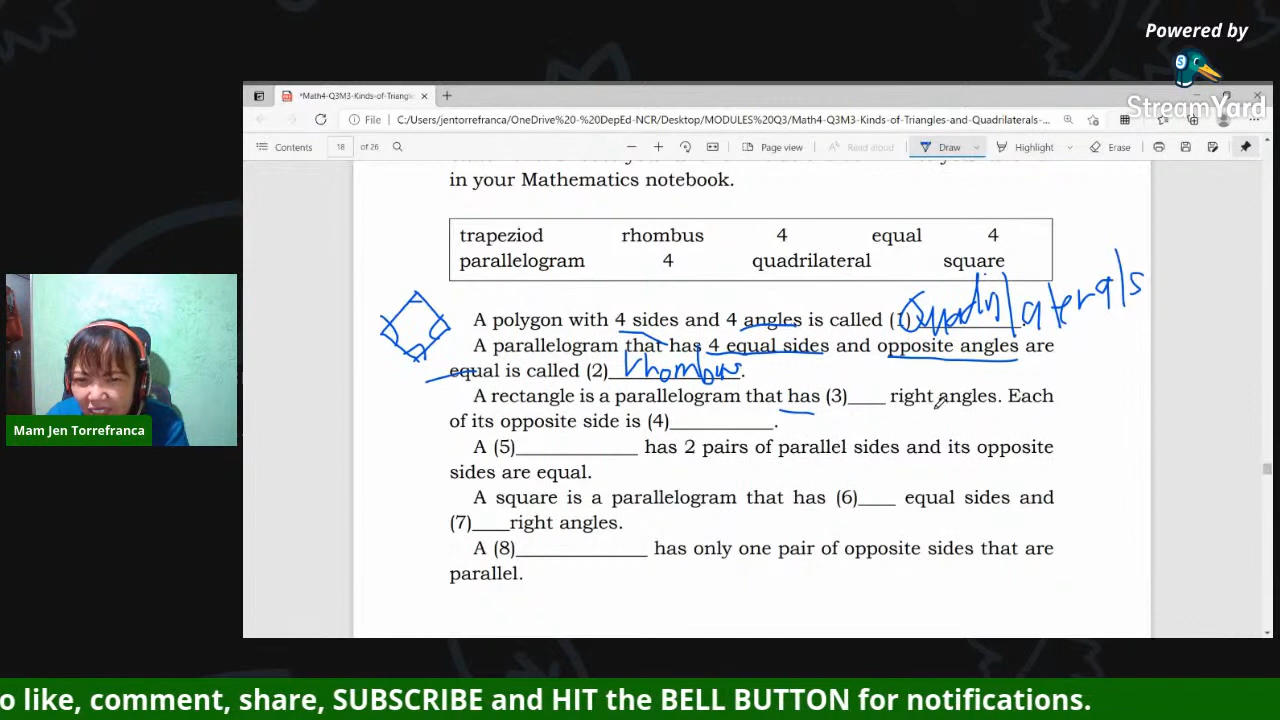 Powered by
StreamYard
*Math4-Q3M3-Kinds-of-Triangle
File C:/Users/jentorrefranca/OneDrive%20-%20DepEd-NCR/Desktop/MODULES%20Q3/Math4-Q3M3-Kinds-of-Triangles-and-Quadrilaterals-...
Contents 18 of 26 Page view Read aloud Draw Highlight Erase
in your Mathematics notebook.
trapeziod rhombus 4 equal 4
parallelogram 4 quadrilateral square
Quadrilaterals
A polygon with 4 sides and 4 angles is called (1)__________.
A parallelogram that has 4 equal sides and opposite angles are
equal is called (2)_____________.
rhombus
A rectangle is a parallelogram that has (3)____ right angles. Each
of its opposite side is (4)___________.
A (5)_____________ has 2 pairs of parallel sides and its opposite
sides are equal.
A square is a parallelogram that has (6)____ equal sides and
(7)____right angles.
A (8)______________ has only one pair of opposite sides that are
parallel.
Mam Jen Torrefranca
o like, comment, share, SUBSCRIBE and HIT the BELL BUTTON for notifications.